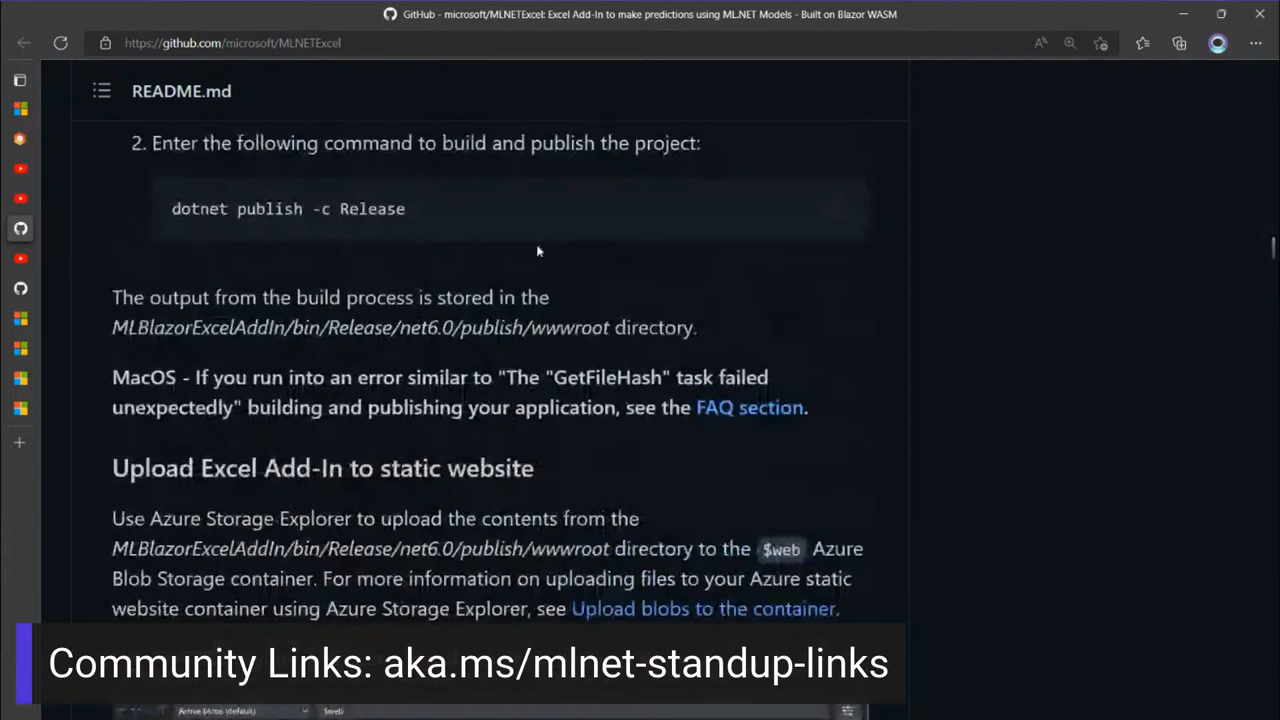 GitHub - microsoft/MLNETExcel: Excel Add-In to make predictions using ML.NET Models - Built on Blazor WASM
https://github.com/microsoft/MLNETExcel
README.md
2. Enter the following command to build and publish the project:
dotnet publish -c Release
The output from the build process is stored in the
MLBlazorExcelAddIn/bin/Release/net6.0/publish/wwwroot directory.
MacOS - If you run into an error similar to "The "GetFileHash" task failed
unexpectedly" building and publishing your application, see the FAQ section.
Upload Excel Add-In to static website
Use Azure Storage Explorer to upload the contents from the
MLBlazorExcelAddIn/bin/Release/net6.0/publish/wwwroot directory to the $web Azure
Blob Storage container. For more information on uploading files to your Azure static
website container using Azure Storage Explorer, see Upload blobs to the container.
Community Links: aka.ms/mlnet-standup-links
Active blobs (default) $web